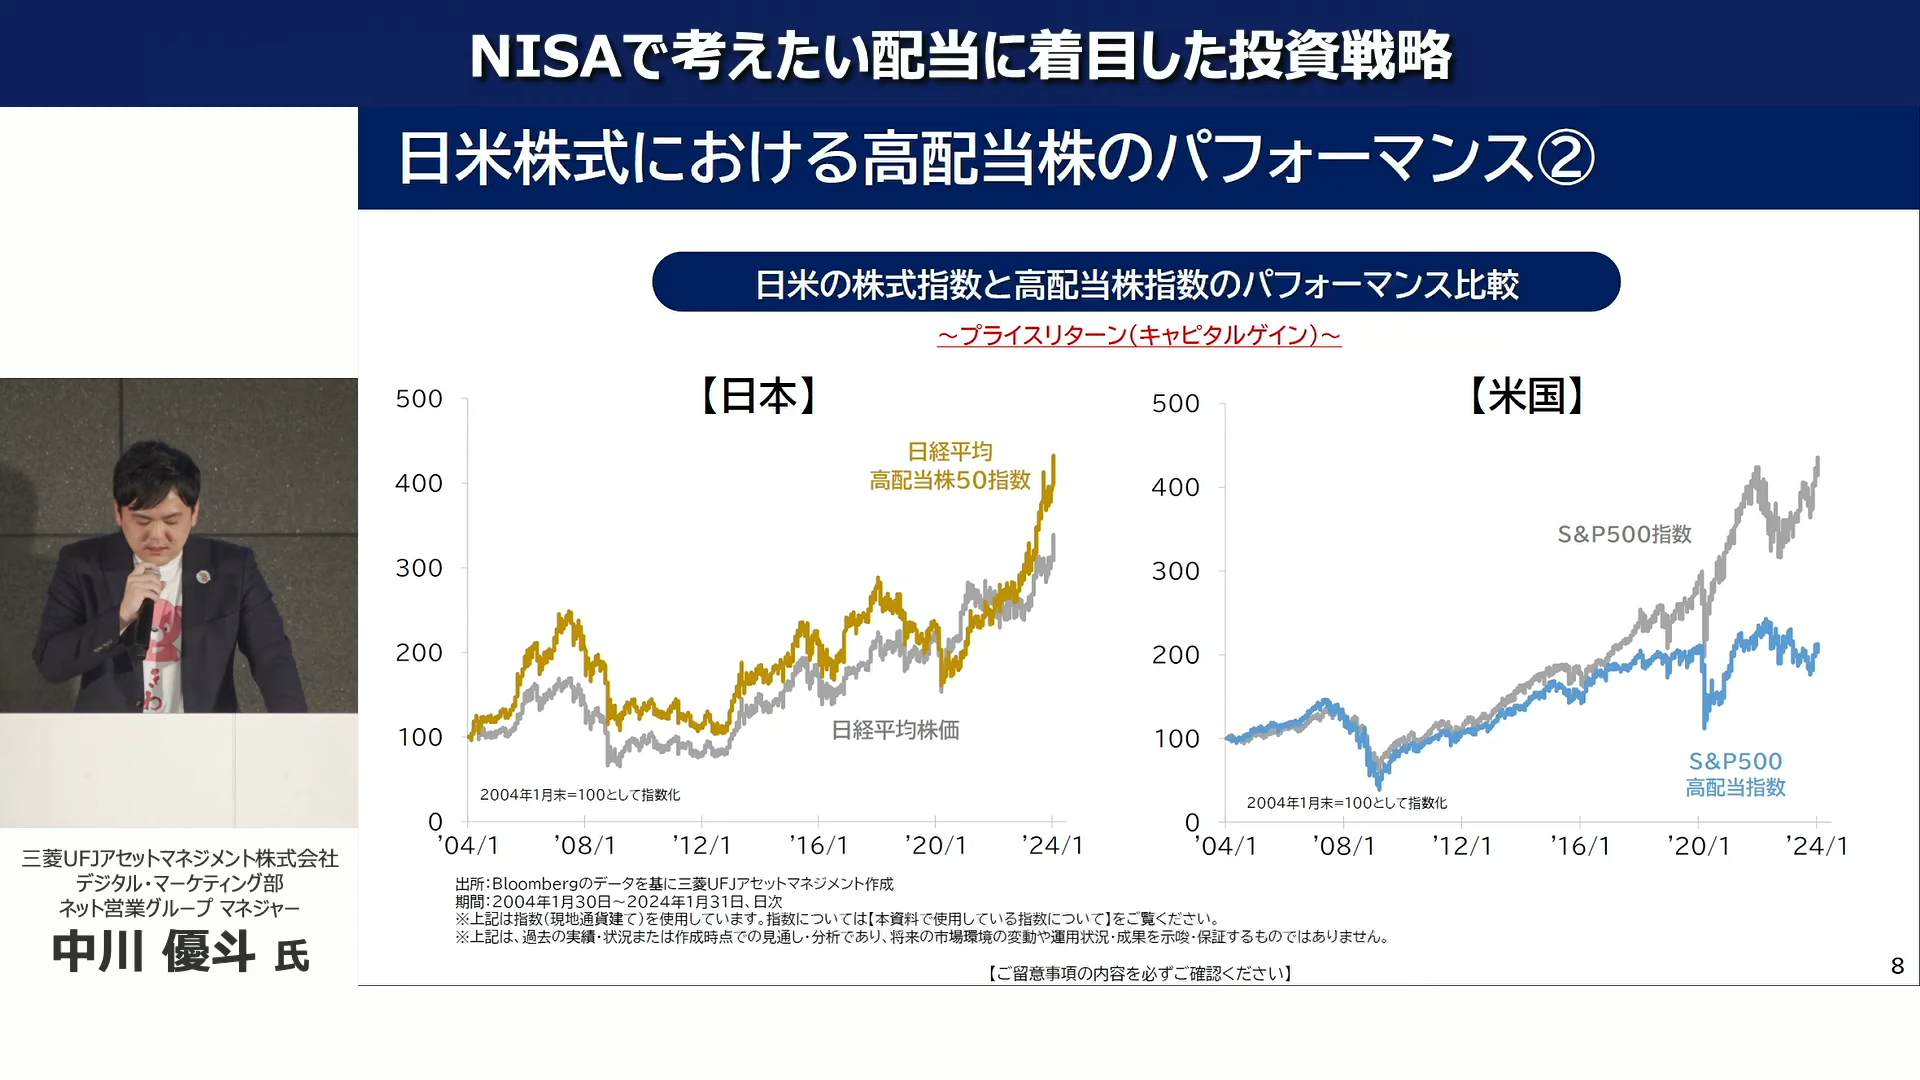 NISAで考えたい配当に着目した投資戦略
日米株式における高配当株のパフォーマンス②
日米の株式指数と高配当株指数のパフォーマンス比較
～プライスリターン（キャピタルゲイン）～
【日本】
500
400
300
200
100
0
日経平均
高配当株50指数
日経平均株価
2004年1月末=100として指数化
'04/1 '08/1 '12/1 '16/1 '20/1 '24/1
【米国】
500
400
300
200
100
0
S&P500指数
S&P500
高配当指数
2004年1月末=100として指数化
'04/1 '08/1 '12/1 '16/1 '20/1 '24/1
出所：Bloombergのデータを基に三菱UFJアセットマネジメント作成
期間：2004年1月30日～2024年1月31日、日次
※上記は指数（現地通貨建て）を使用しています。指数については【本資料で使用している指数について】をご覧ください。
※上記は、過去の実績・状況または作成時点での見通し・分析であり、将来の市場環境の変動や運用状況・成果を示唆・保証するものではありません。
【ご留意事項の内容を必ずご確認ください】
8
三菱UFJアセットマネジメント株式会社
デジタル・マーケティング部
ネット営業グループ マネジャー
中川 優斗 氏